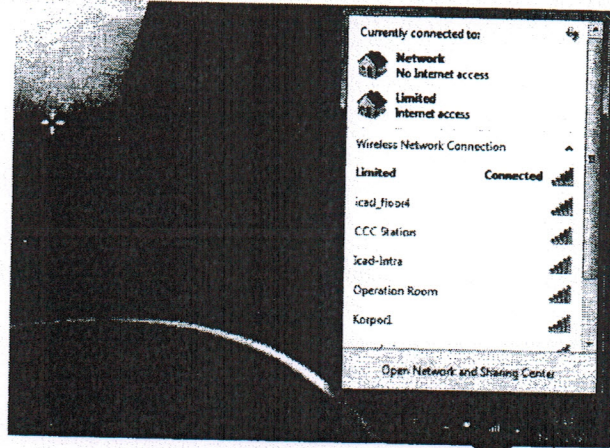 Currently connected to:
Network
No Internet access
Limited
Internet access
Wireless Network Connection
Limited Connected
icad_floor4
CCC Station
Icad-Intra
Operation Room
Korpor1
Open Network and Sharing Center